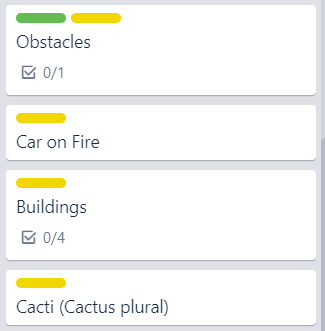 Obstacles
0/1
Car on Fire
Buildings
0/4
Cacti (Cactus plural)